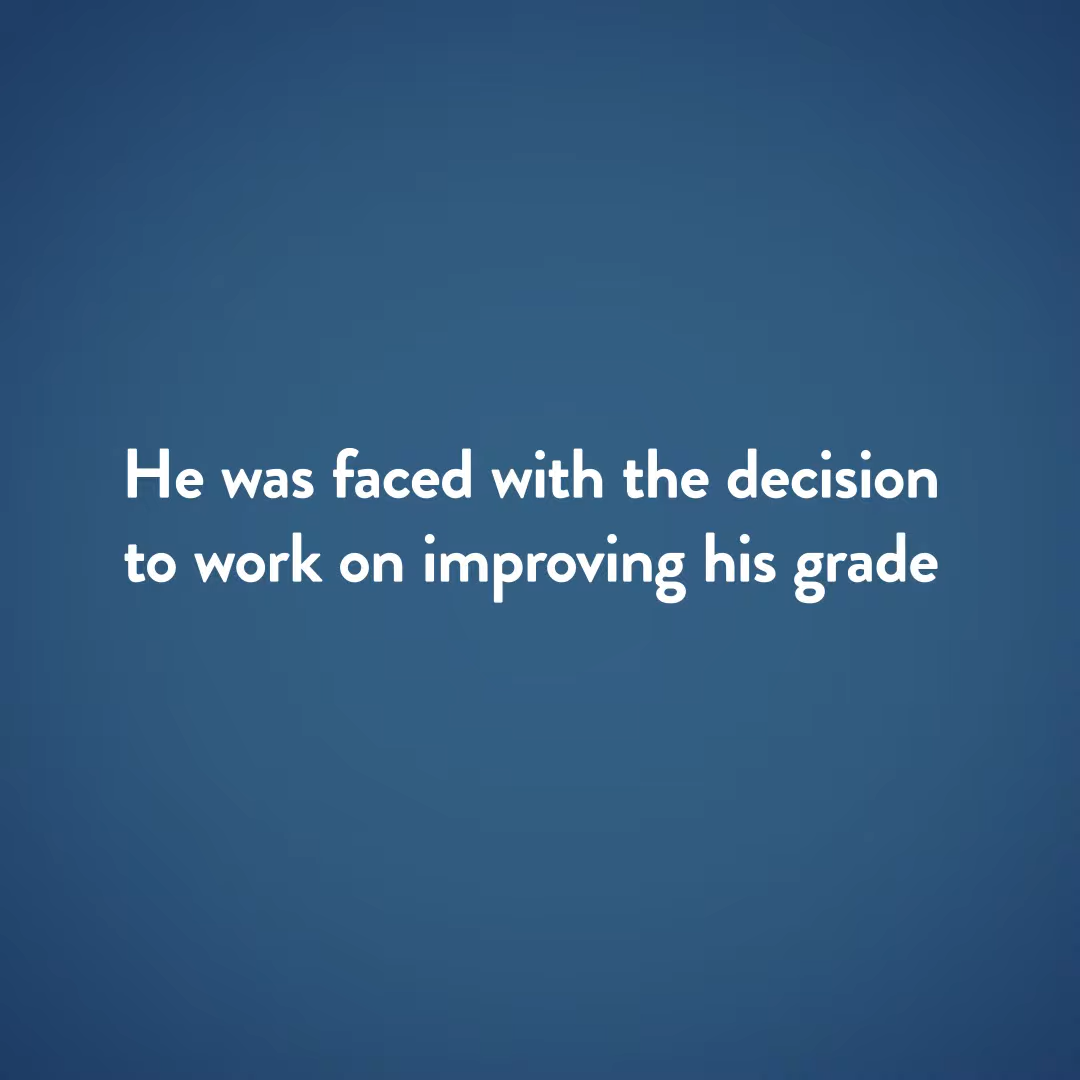 He was faced with the decision
to work on improving his grade